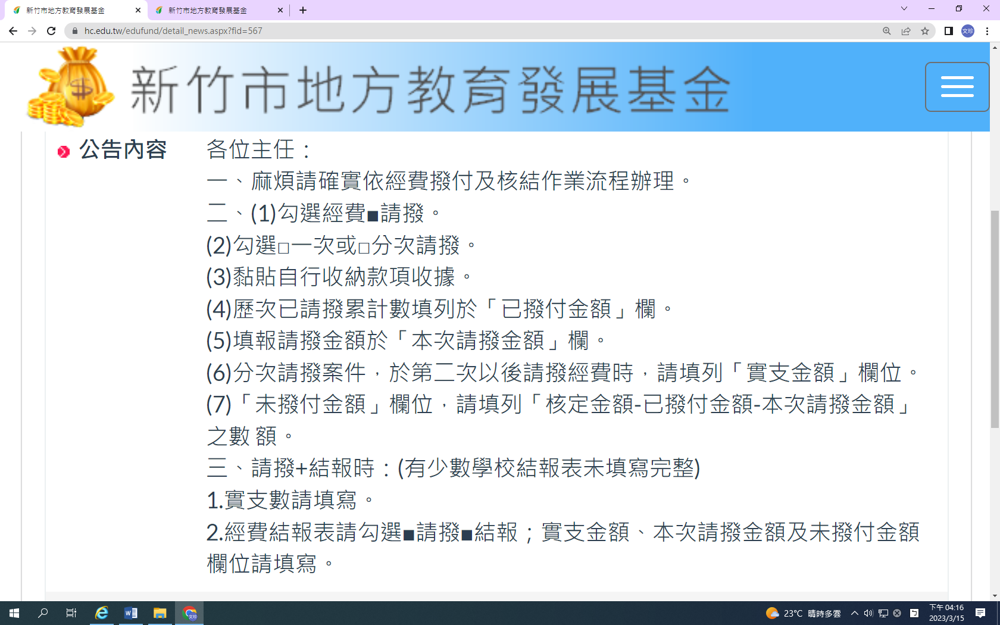 新竹市地方教育發展基金
新竹市地方教育發展基金
hc.edu.tw/edufund/detail_news.aspx?fid=567
文珍
新竹市地方教育發展基金
公告內容
各位主任：
一、麻煩請確實依經費撥付及核結作業流程辦理。
二、(1)勾選經費■請撥。
(2)勾選□一次或□分次請撥。
(3)黏貼自行收納款項收據。
(4)歷次已請撥累計數填列於「已撥付金額」欄。
(5)填報請撥金額於「本次請撥金額」欄。
(6)分次請撥案件，於第二次以後請撥經費時，請填列「實支金額」欄位。
(7)「未撥付金額」欄位，請填列「核定金額-已撥付金額-本次請撥金額」
之數 額。
三、請撥+結報時：(有少數學校結報表未填寫完整)
1.實支數請填寫。
2.經費結報表請勾選■請撥■結報；實支金額、本次請撥金額及未撥付金額
欄位請填寫。
文珍
23°C 晴時多雲
ㄅ
下午 04:16
2023/3/15